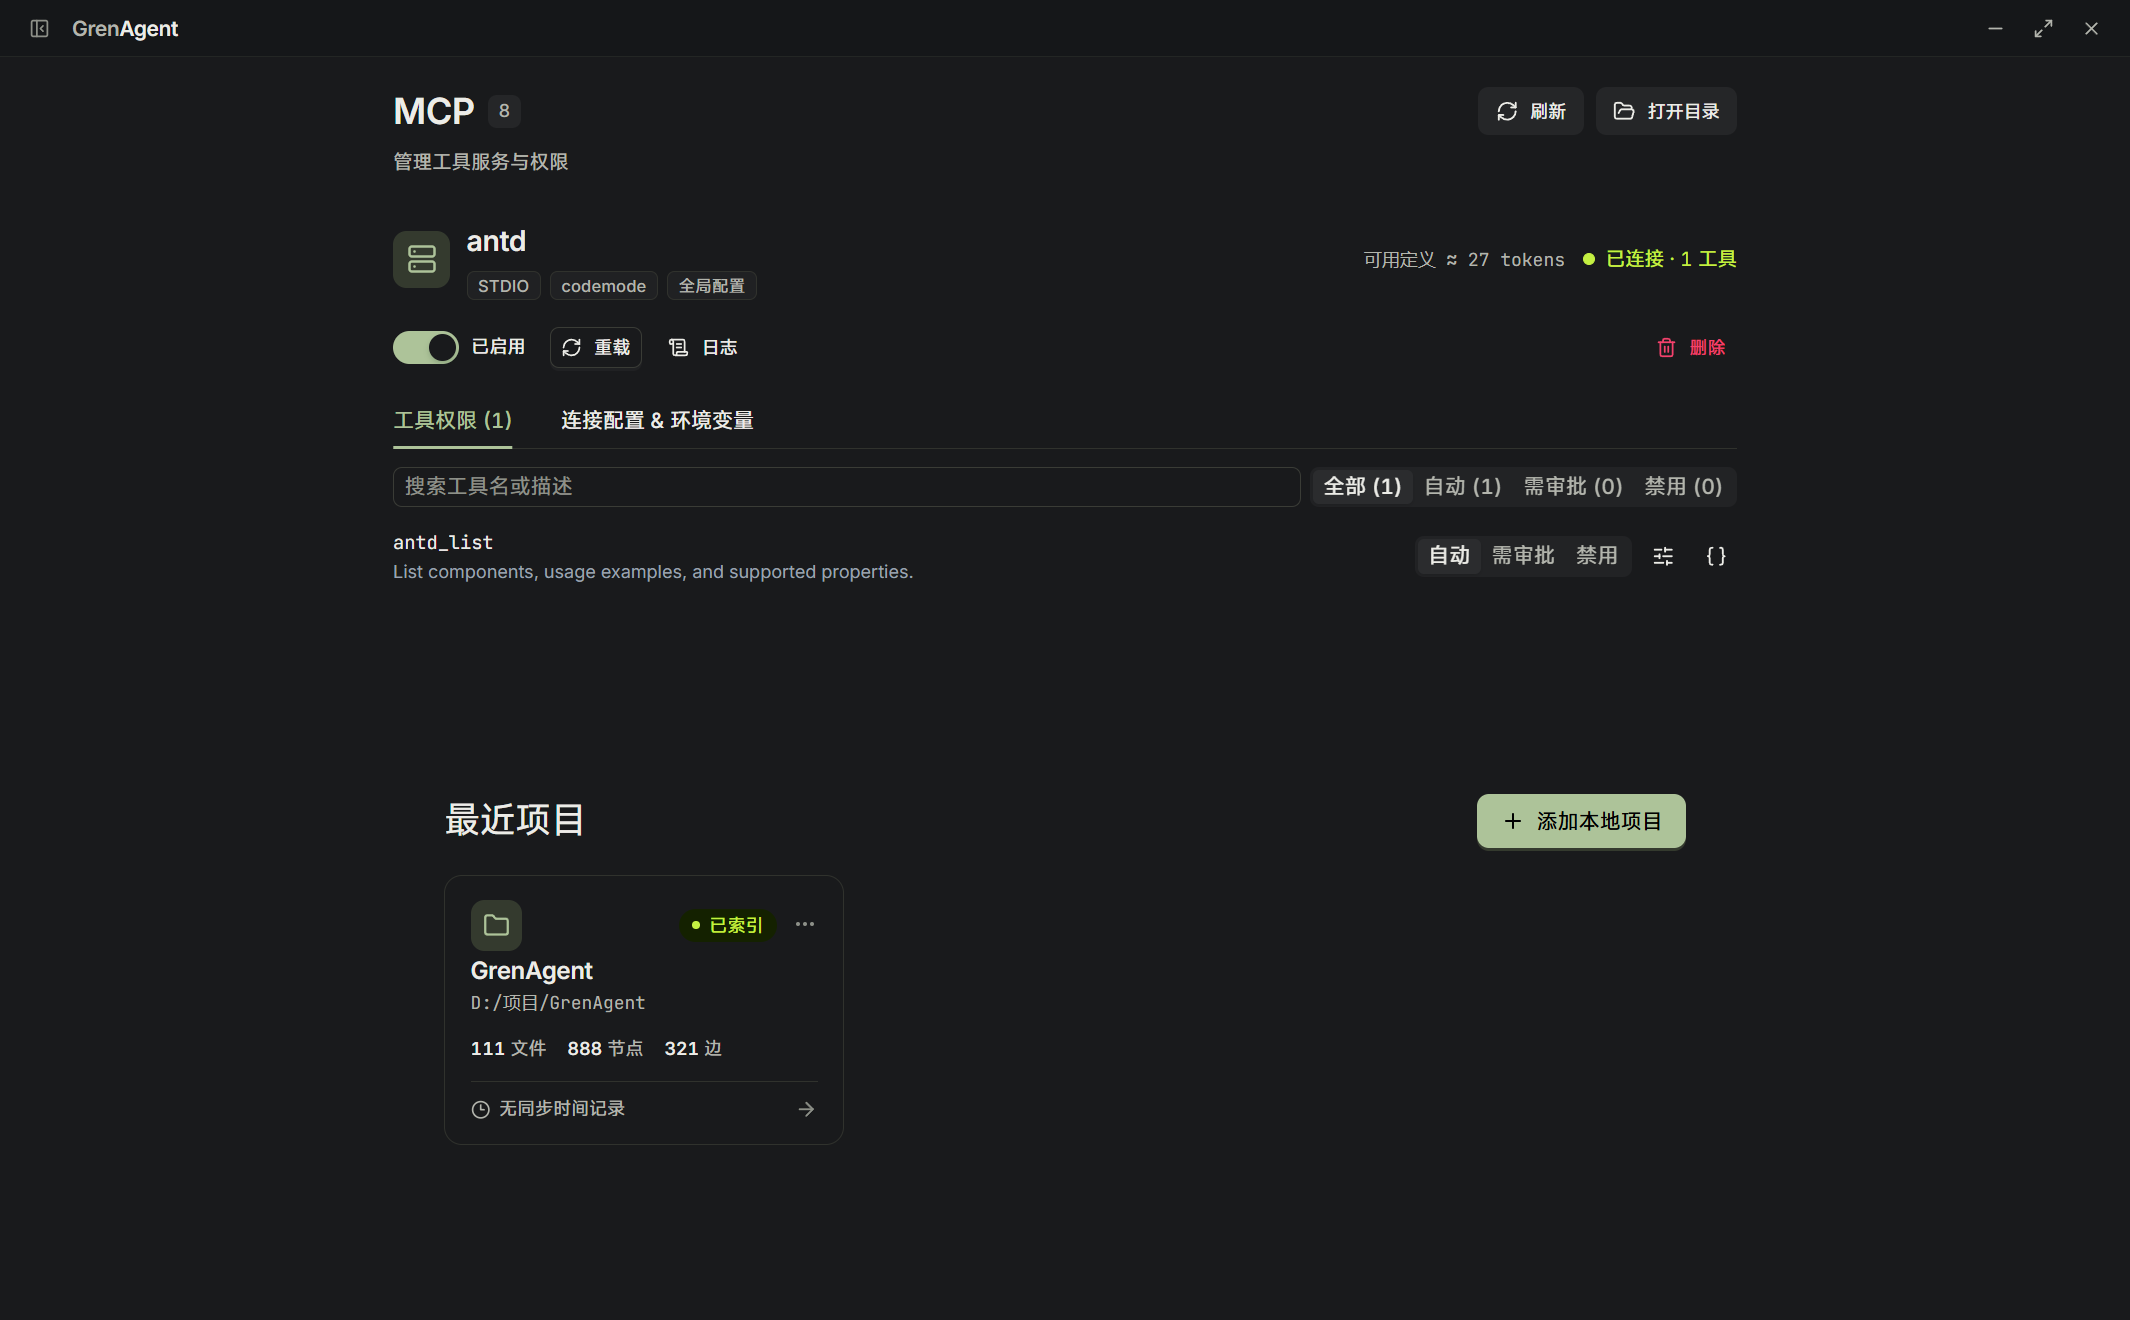 GrenAgent
MCP 8
刷新
打开目录
管理工具服务与权限
antd
STDIO codemode 全局配置
可用定义 ≈ 27 tokens
已连接 · 1 工具
已启用
重载
日志
删除
工具权限 (1)
连接配置 & 环境变量
搜索工具名或描述
全部 (1) 自动 (1) 需审批 (0) 禁用 (0)
antd_list
List components, usage examples, and supported properties.
自动 需审批 禁用
{}
最近项目
添加本地项目
已索引
GrenAgent
D:/项目/GrenAgent
111 文件 888 节点 321 边
无同步时间记录